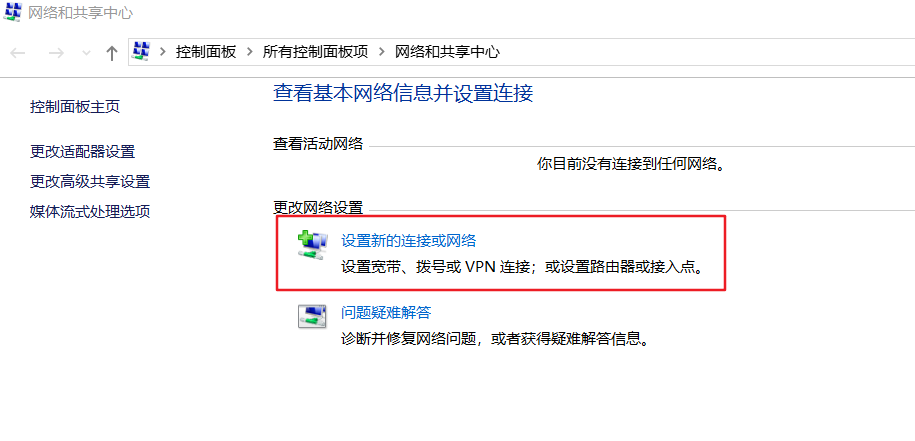 网络和共享中心
控制面板 > 所有控制面板项 > 网络和共享中心
控制面板主页
更改适配器设置
更改高级共享设置
媒体流式处理选项
查看基本网络信息并设置连接
查看活动网络
你目前没有连接到任何网络。
更改网络设置
设置新的连接或网络
设置宽带、拨号或 VPN 连接；或设置路由器或接入点。
问题疑难解答
诊断并修复网络问题，或者获得疑难解答信息。